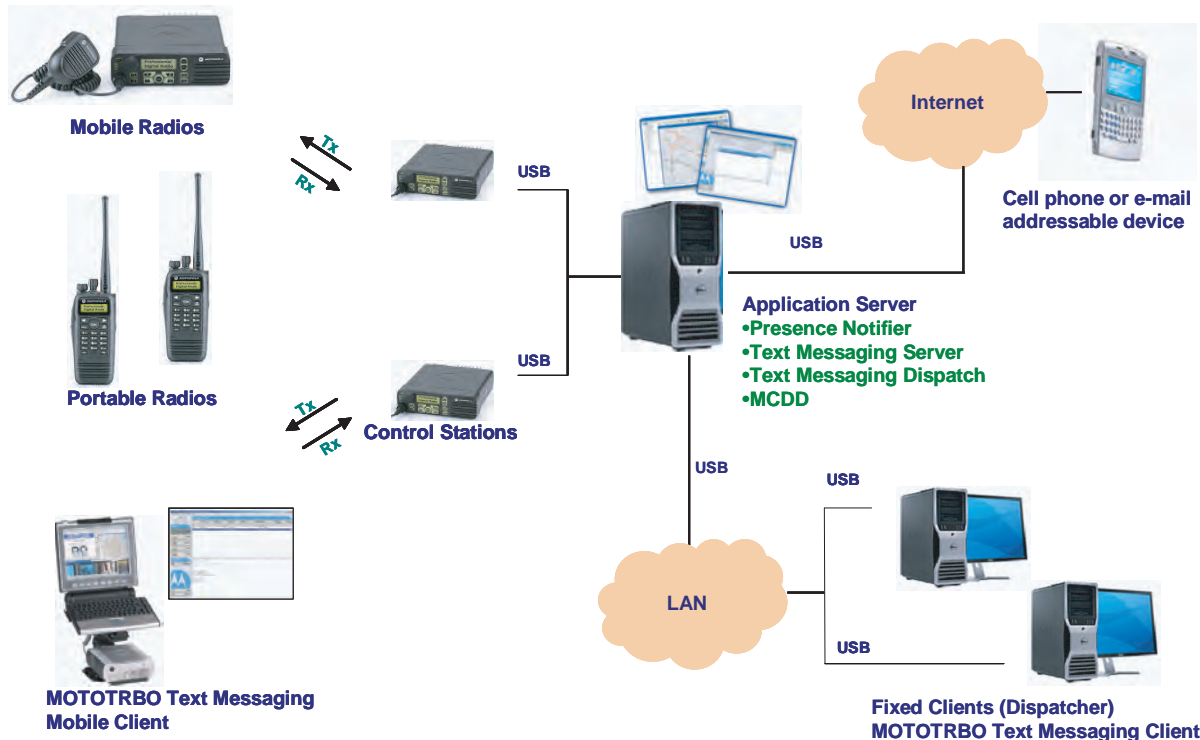 Internet
Mobile Radios
Tx
Rx
USB
Cell phone or e-mail
addressable device
USB
Application Server
•Presence Notifier
•Text Messaging Server
•Text Messaging Dispatch
•MCDD
USB
Portable Radios
Tx
Rx
Control Stations
USB
USB
LAN
USB
MOTOTRBO Text Messaging
Mobile Client
Fixed Clients (Dispatcher)
MOTOTRBO Text Messaging Client